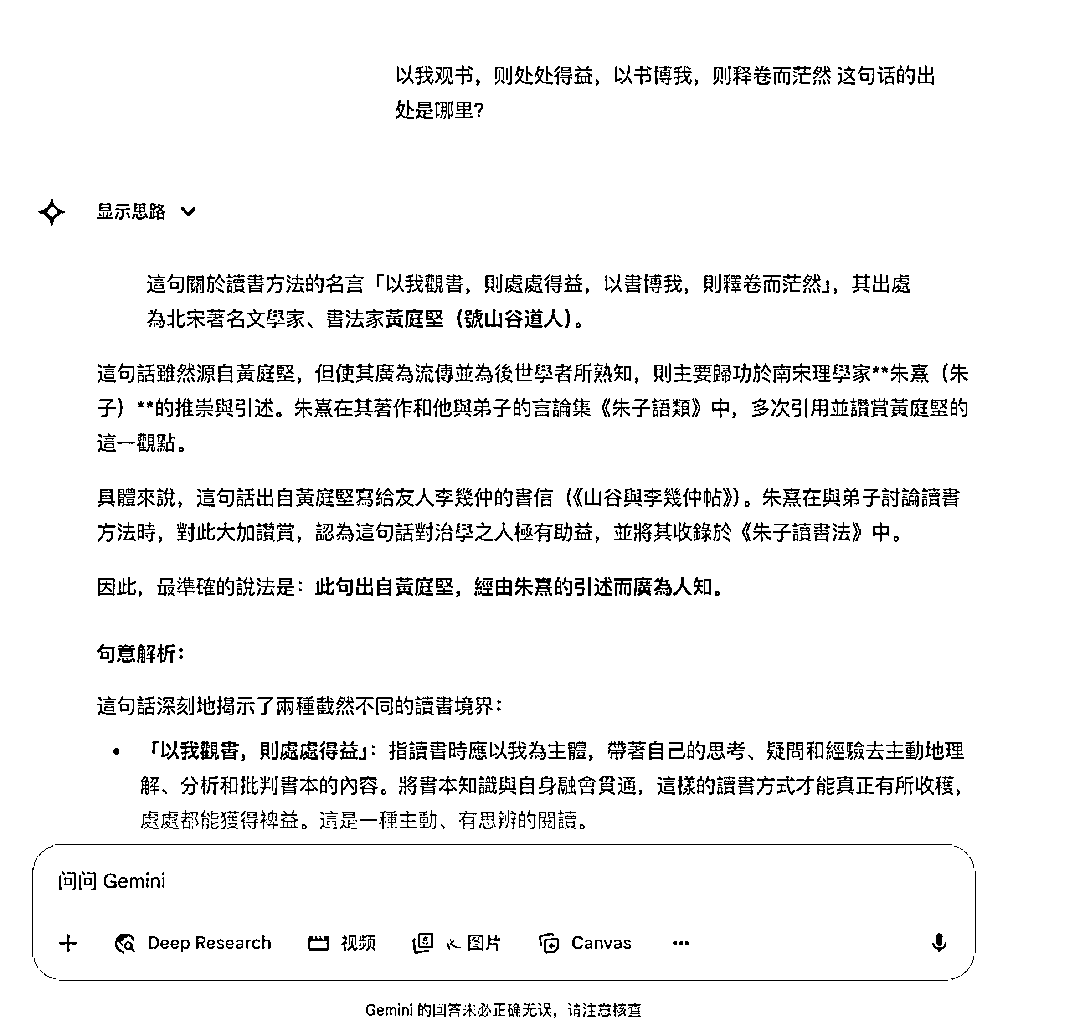 以我观书，则处处得益，以书博我，则释卷而茫然 这句话的出
处是哪里？
显示思路
這句關於讀書方法的名言「以我觀書，則處處得益，以書博我，則釋卷而茫然」，其出處
為北宋著名文學家、書法家黃庭堅（號山谷道人）。
這句話雖然源自黃庭堅，但使其廣為流傳並為後世學者所熟知，則主要歸功於南宋理學家**朱熹（朱
子）**的推崇與引述。朱熹在其著作和他與弟子的言論集《朱子語類》中，多次引用並讚賞黃庭堅的
這一觀點。
具體來說，這句話出自黃庭堅寫給友人李幾仲的書信（《山谷與李幾仲帖》）。朱熹在與弟子討論讀書
方法時，對此大加讚賞，認為這句話對治學之人極有助益，並將其收錄於《朱子讀書法》中。
因此，最準確的說法是：此句出自黃庭堅，經由朱熹的引述而廣為人知。
句意解析：
這句話深刻地揭示了兩種截然不同的讀書境界：
• 「以我觀書，則處處得益」：指讀書時應以我為主體，帶著自己的思考、疑問和經驗去主動地理
解、分析和批判書本的內容。將書本知識與自身融會貫通，這樣的讀書方式才能真正有所收穫，
處處都能獲得裨益。這是一種主動、有思辨的閱讀。
问问 Gemini
Deep Research 视频 图片 Canvas
Gemini 的回答未必正确无误，请注意核查